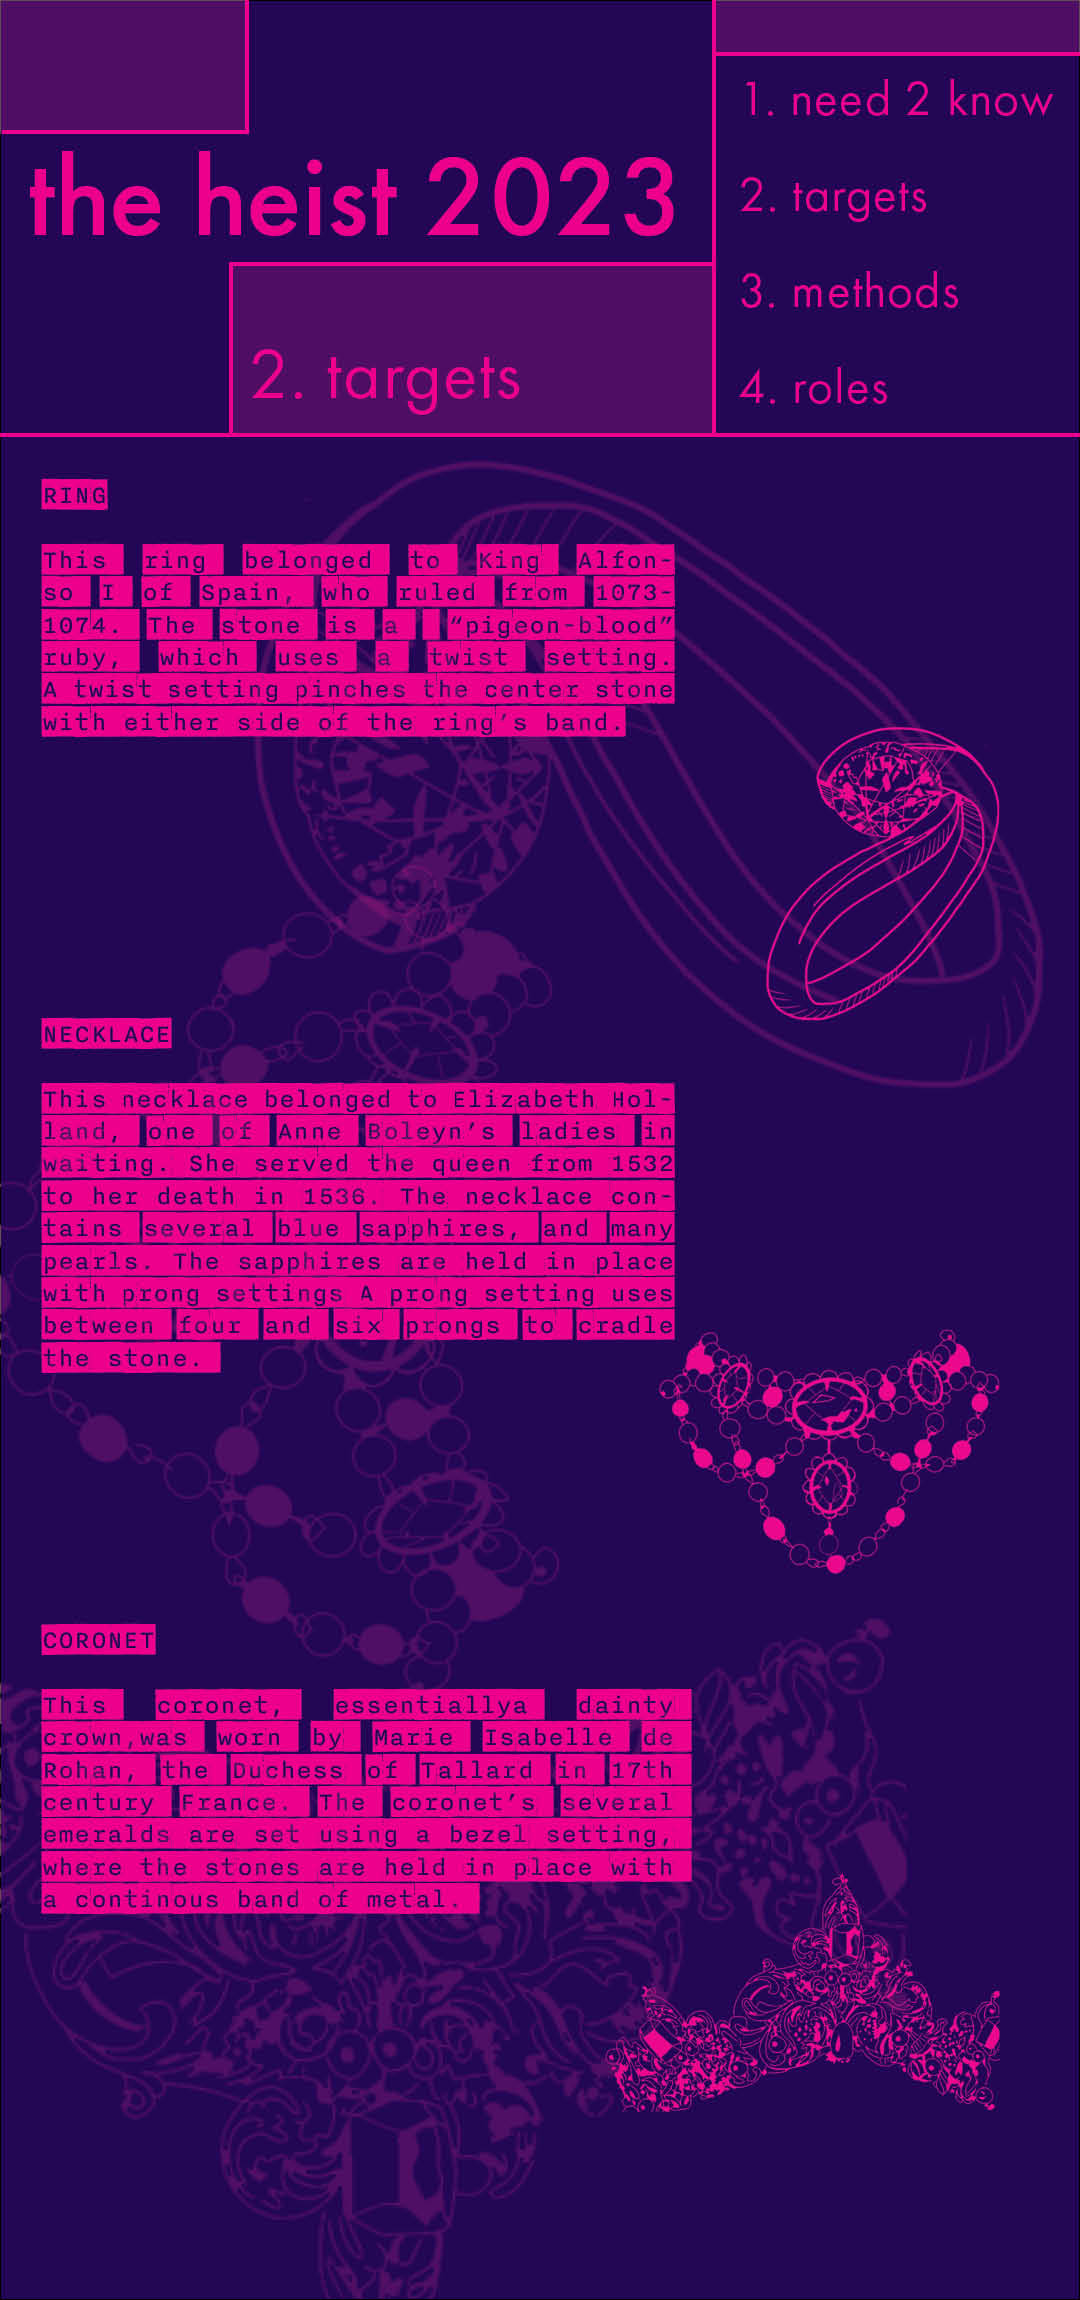 the heist 2023
2. targets
1. need 2 know
2. targets
3. methods
4. roles
RING
This ring belonged to King Alfon-
so I of Spain, who ruled from 1073-
1074. The stone is a “pigeon-blood”
ruby, which uses a twist setting.
A twist setting pinches the center stone
with either side of the ring’s band.
NECKLACE
This necklace belonged to Elizabeth Hol-
land, one of Anne Boleyn’s ladies in
waiting. She served the queen from 1532
to her death in 1536. The necklace con-
tains several blue sapphires, and many
pearls. The sapphires are held in place
with prong settings A prong setting uses
between four and six prongs to cradle
the stone.
CORONET
This coronet, essentiallya dainty
crown,was worn by Marie Isabelle de
Rohan, the Duchess of Tallard in 17th
century France. The coronet’s several
emeralds are set using a bezel setting,
where the stones are held in place with
a continous band of metal.